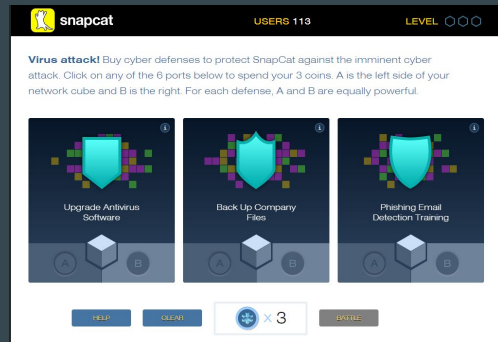 snapcat
USERS 113
LEVEL
Virus attack! Buy cyber defenses to protect SnapCat against the imminent cyber
attack. Click on any of the 6 ports below to spend your 3 coins. A is the left side of your
network cube and B is the right. For each defense, A and B are equally powerful.
i
i
i
Upgrade Antivirus
Software
Back Up Company
Files
Phishing Email
Detection Training
A
B
A
B
A
B
HELP
CLEAR
× 3
BATTLE